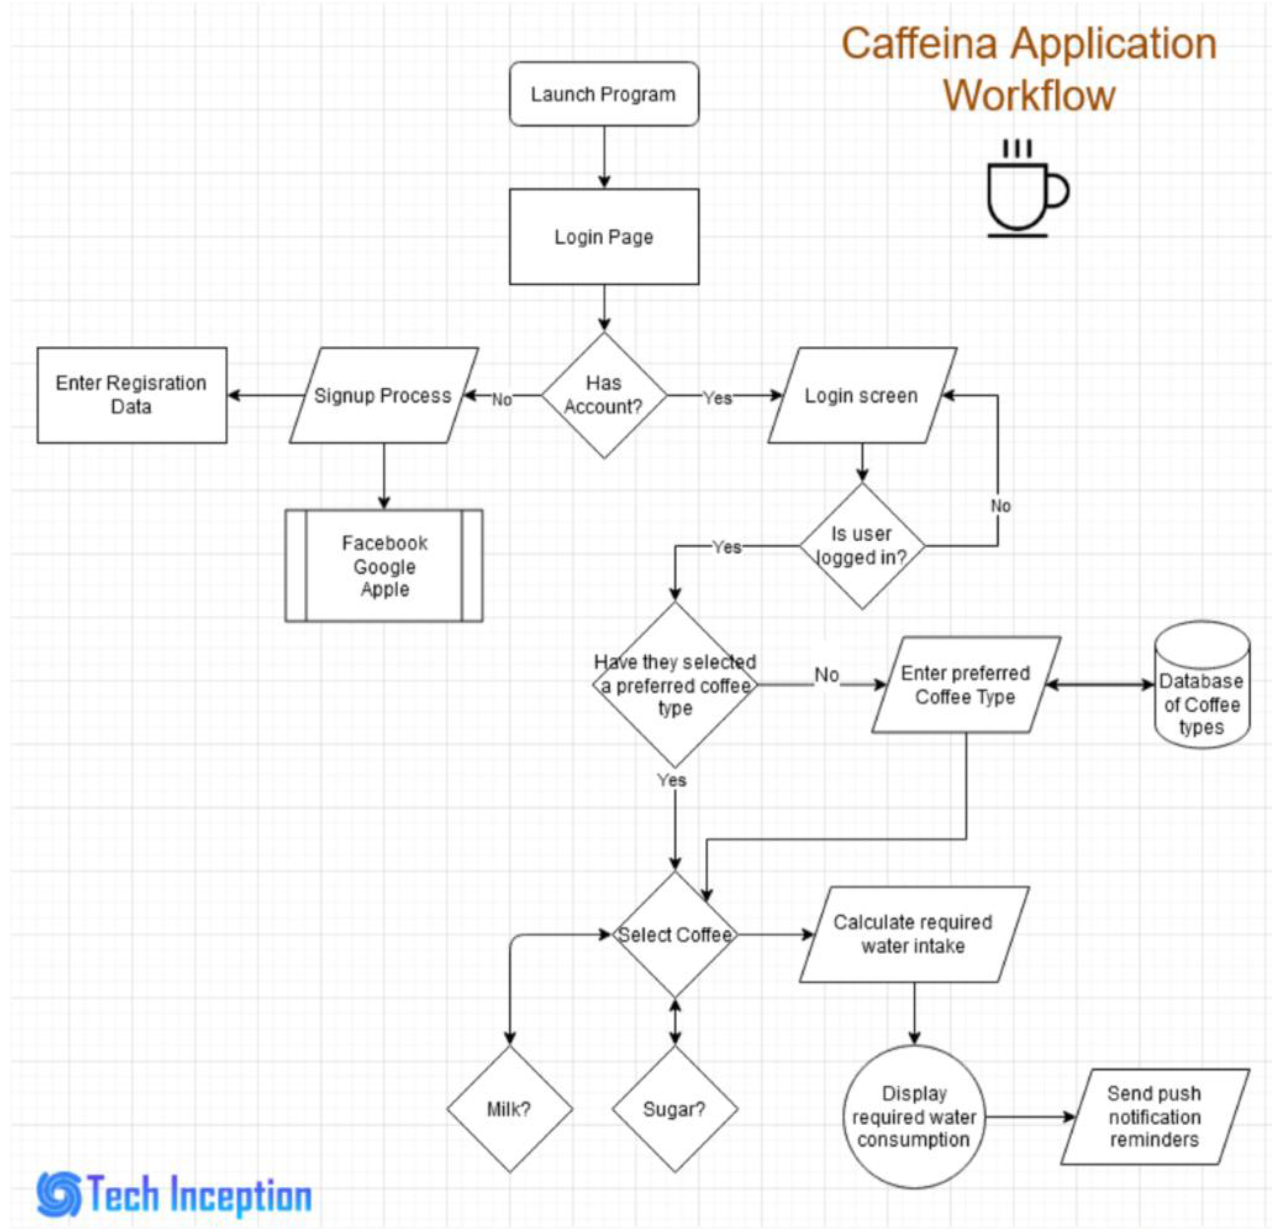 Caffeina Application
Workflow
Launch Program
Login Page
Has
Account?
No
Yes
Signup Process
Enter Regisration
Data
Facebook
Google
Apple
Login screen
Is user
logged in?
No
Yes
Have they selected
a preferred coffee
type
No
Enter preferred
Coffee Type
Database
of Coffee
types
Yes
Select Coffee
Calculate required
water intake
Milk?
Sugar?
Display
required water
consumption
Send push
notification
reminders
Tech Inception